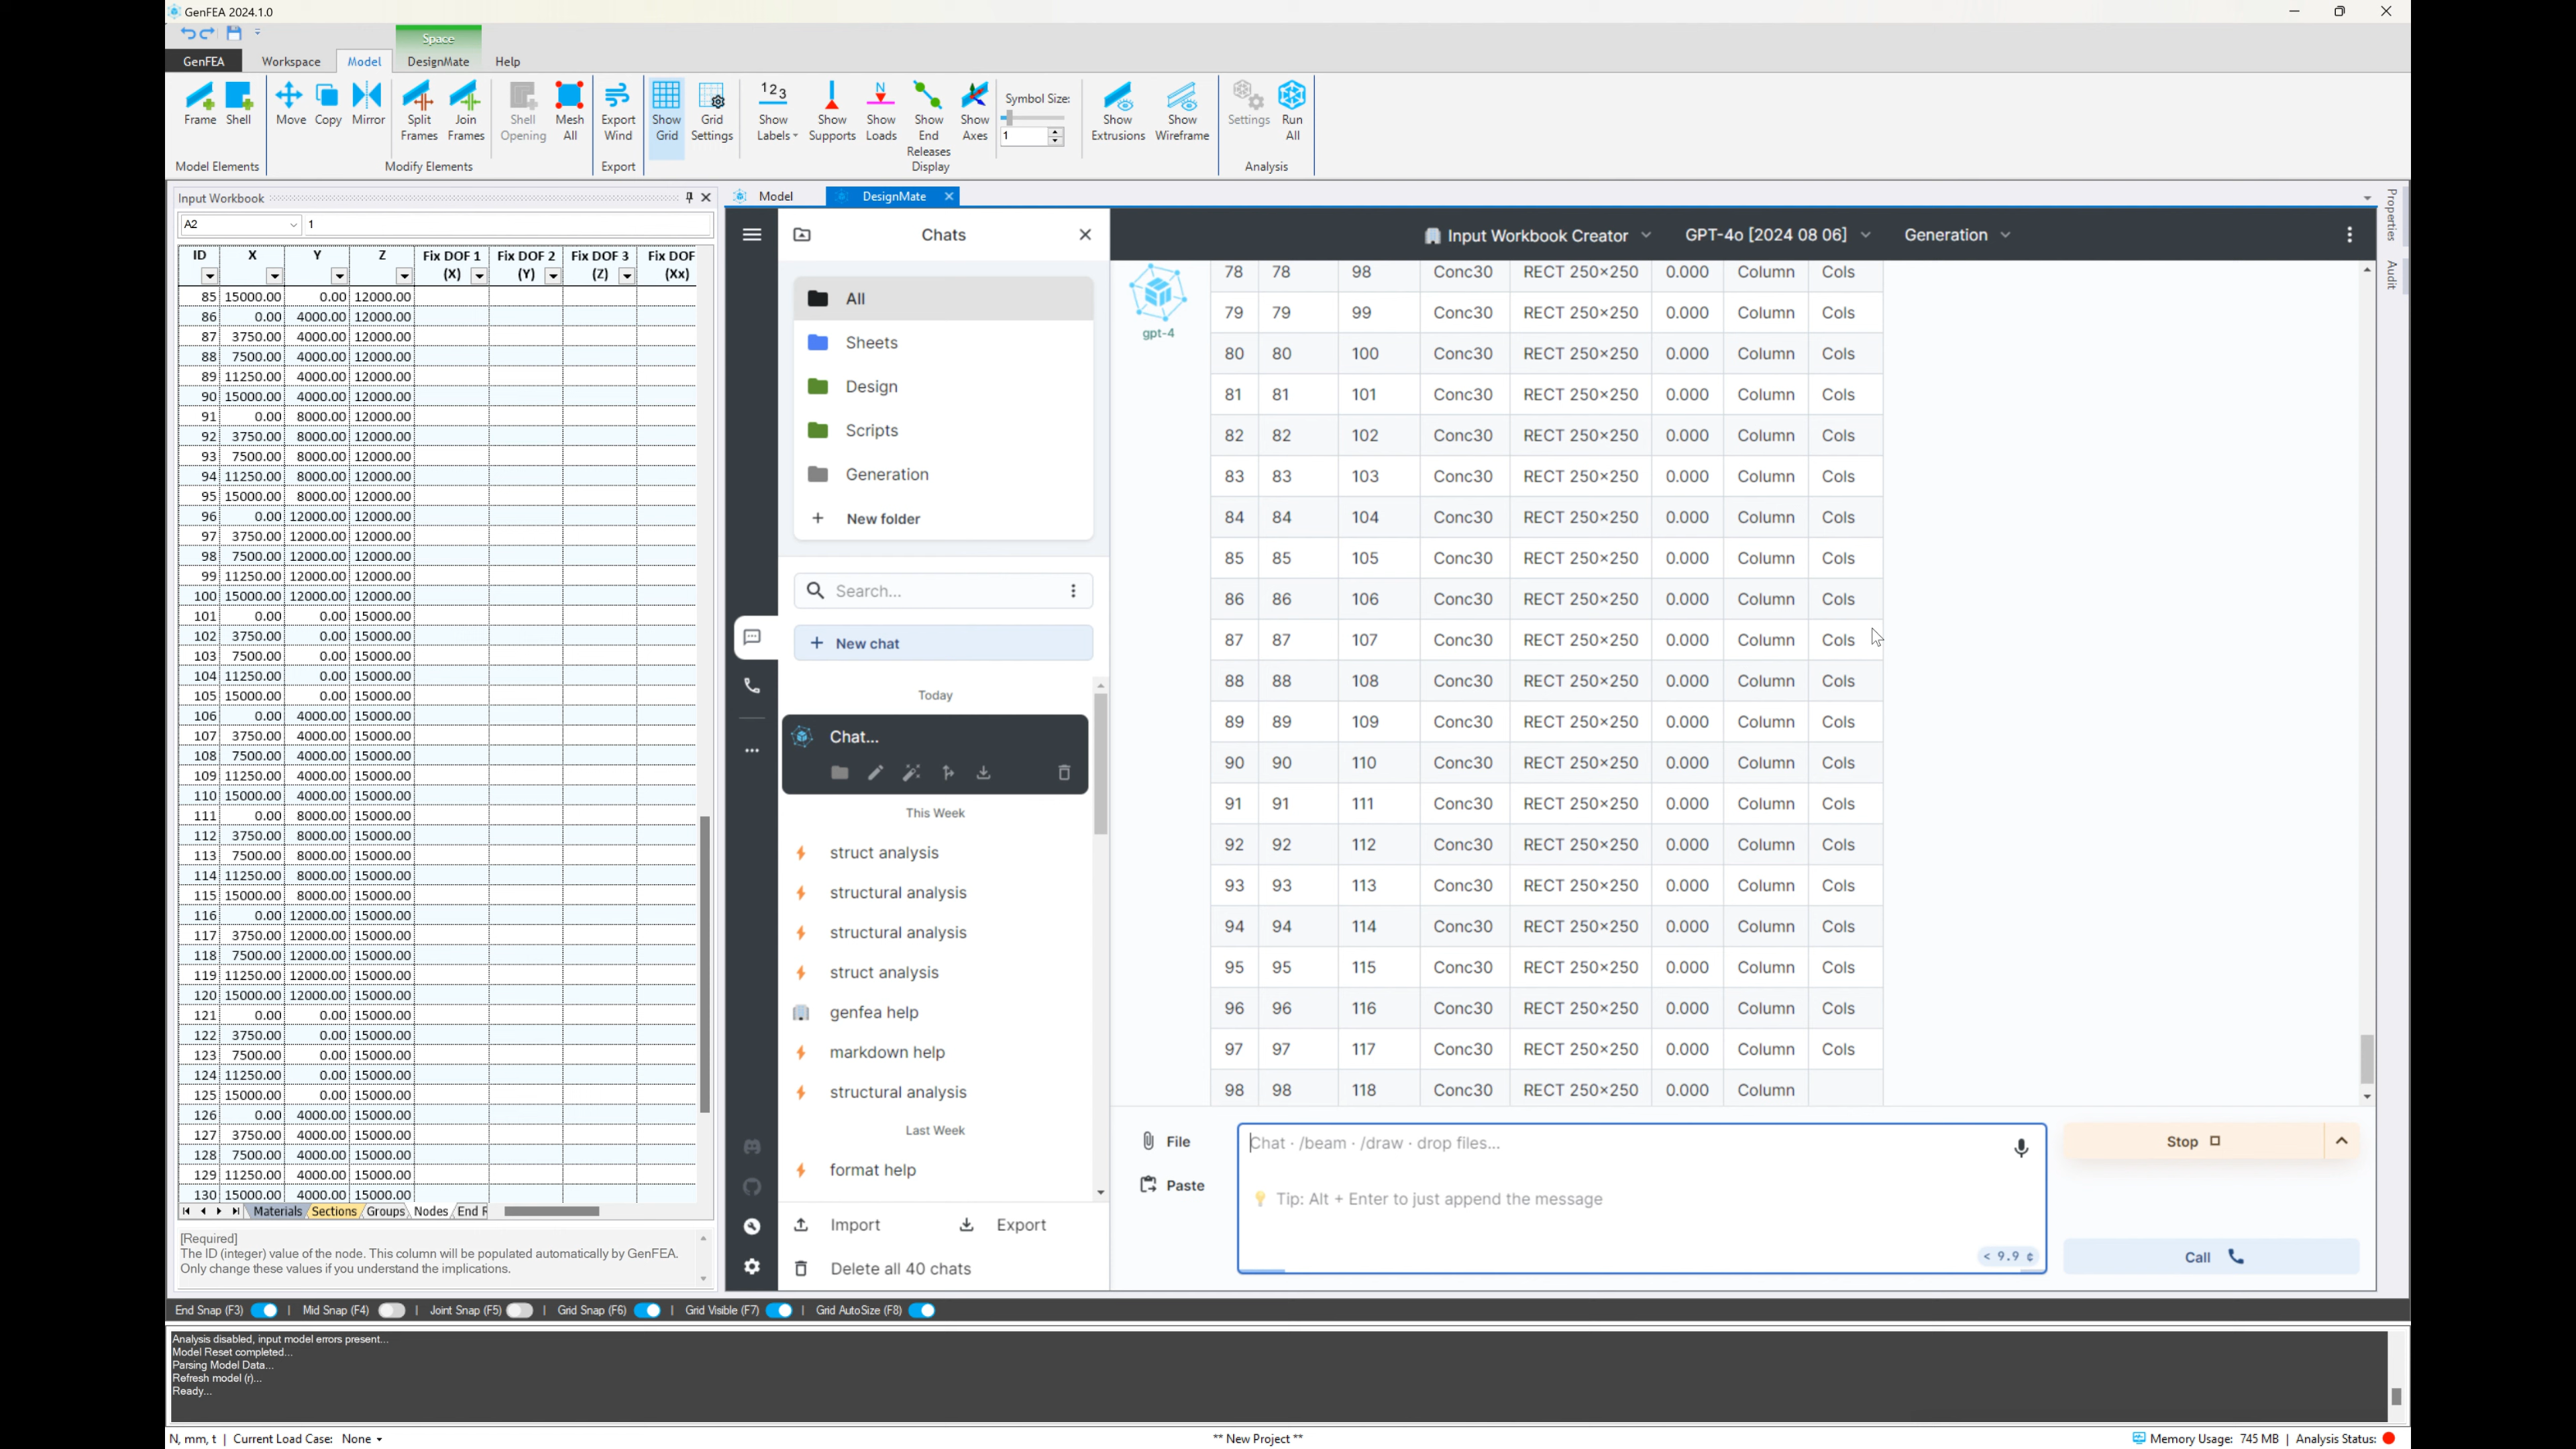 GenFEA 2024.1.0
Space
GenFEA Workspace Model DesignMate Help
Frame Shell Move Copy Mirror Split Frames Join Frames Shell Opening Mesh All Export Wind Show Grid Grid Settings 123 Show Labels Show Supports N Show Loads Show End Releases Show Axes Symbol Size: 1 Show Extrusions Show Wireframe Settings Run All
Model Elements Modify Elements Export Display Analysis
Input Workbook
A2 1
ID X Y Z Fix DOF 1 (X) Fix DOF 2 (Y) Fix DOF 3 (Z) Fix DOF (Xx)
85 15000.00 0.00 12000.00
86 0.00 4000.00 12000.00
87 3750.00 4000.00 12000.00
88 7500.00 4000.00 12000.00
89 11250.00 4000.00 12000.00
90 15000.00 4000.00 12000.00
91 0.00 8000.00 12000.00
92 3750.00 8000.00 12000.00
93 7500.00 8000.00 12000.00
94 11250.00 8000.00 12000.00
95 15000.00 8000.00 12000.00
96 0.00 12000.00 12000.00
97 3750.00 12000.00 12000.00
98 7500.00 12000.00 12000.00
99 11250.00 12000.00 12000.00
100 15000.00 12000.00 12000.00
101 0.00 0.00 15000.00
102 3750.00 0.00 15000.00
103 7500.00 0.00 15000.00
104 11250.00 0.00 15000.00
105 15000.00 0.00 15000.00
106 0.00 4000.00 15000.00
107 3750.00 4000.00 15000.00
108 7500.00 4000.00 15000.00
109 11250.00 4000.00 15000.00
110 15000.00 4000.00 15000.00
111 0.00 8000.00 15000.00
112 3750.00 8000.00 15000.00
113 7500.00 8000.00 15000.00
114 11250.00 8000.00 15000.00
115 15000.00 8000.00 15000.00
116 0.00 12000.00 15000.00
117 3750.00 12000.00 15000.00
118 7500.00 12000.00 15000.00
119 11250.00 12000.00 15000.00
120 15000.00 12000.00 15000.00
121 0.00 0.00 15000.00
122 3750.00 0.00 15000.00
123 7500.00 0.00 15000.00
124 11250.00 0.00 15000.00
125 15000.00 0.00 15000.00
126 0.00 4000.00 15000.00
127 3750.00 4000.00 15000.00
128 7500.00 4000.00 15000.00
129 11250.00 4000.00 15000.00
130 15000.00 4000.00 15000.00
Materials Sections Groups Nodes End R
[Required]
The ID (integer) value of the node. This column will be populated automatically by GenFEA.
Only change these values if you understand the implications.
Model DesignMate
Chats
All
Sheets
Design
Scripts
Generation
+ New folder
Search...
+ New chat
Today
Chat...
This Week
struct analysis
structural analysis
structural analysis
struct analysis
genfea help
markdown help
structural analysis
Last Week
format help
Import Export
Delete all 40 chats
Input Workbook Creator GPT-4o [2024 08 06] Generation
gpt-4
78 78 98 Conc30 RECT 250×250 0.000 Column Cols
79 79 99 Conc30 RECT 250×250 0.000 Column Cols
80 80 100 Conc30 RECT 250×250 0.000 Column Cols
81 81 101 Conc30 RECT 250×250 0.000 Column Cols
82 82 102 Conc30 RECT 250×250 0.000 Column Cols
83 83 103 Conc30 RECT 250×250 0.000 Column Cols
84 84 104 Conc30 RECT 250×250 0.000 Column Cols
85 85 105 Conc30 RECT 250×250 0.000 Column Cols
86 86 106 Conc30 RECT 250×250 0.000 Column Cols
87 87 107 Conc30 RECT 250×250 0.000 Column Cols
88 88 108 Conc30 RECT 250×250 0.000 Column Cols
89 89 109 Conc30 RECT 250×250 0.000 Column Cols
90 90 110 Conc30 RECT 250×250 0.000 Column Cols
91 91 111 Conc30 RECT 250×250 0.000 Column Cols
92 92 112 Conc30 RECT 250×250 0.000 Column Cols
93 93 113 Conc30 RECT 250×250 0.000 Column Cols
94 94 114 Conc30 RECT 250×250 0.000 Column Cols
95 95 115 Conc30 RECT 250×250 0.000 Column Cols
96 96 116 Conc30 RECT 250×250 0.000 Column Cols
97 97 117 Conc30 RECT 250×250 0.000 Column Cols
98 98 118 Conc30 RECT 250×250 0.000 Column
File
Paste
Chat · /beam · /draw · drop files...
Tip: Alt + Enter to just append the message
< 9.9 ¢
Stop
Call
Properties
Audit
End Snap (F3) | Mid Snap (F4) | Joint Snap (F5) | Grid Snap (F6) | Grid Visible (F7) | Grid AutoSize (F8)
Analysis disabled, input model errors present...
Model Reset completed...
Parsing Model Data...
Refresh model (r)...
Ready...
N, mm, t | Current Load Case: None
** New Project **
Memory Usage: 745 MB | Analysis Status: